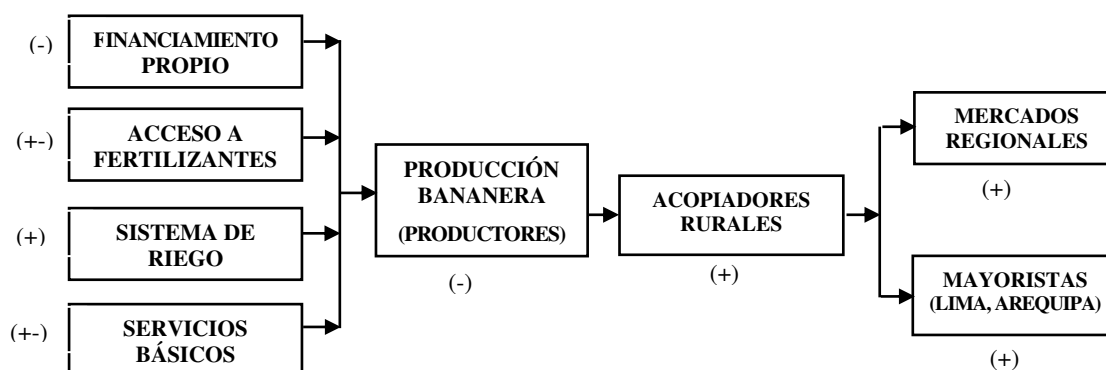 (-)
FINANCIAMIENTO
PROPIO
(+-)
ACCESO A
FERTILIZANTES
(+)
SISTEMA DE
RIEGO
(+-)
SERVICIOS
BÁSICOS
PRODUCCIÓN
BANANERA
(PRODUCTORES)
(-)
ACOPIADORES
RURALES
(+)
MERCADOS
REGIONALES
(+)
MAYORISTAS
(LIMA, AREQUIPA)
(+)